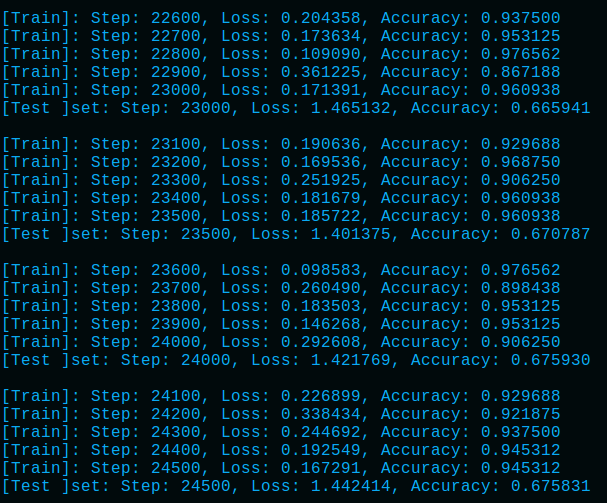 [Train]: Step: 22600, Loss: 0.204358, Accuracy: 0.937500
[Train]: Step: 22700, Loss: 0.173634, Accuracy: 0.953125
[Train]: Step: 22800, Loss: 0.109090, Accuracy: 0.976562
[Train]: Step: 22900, Loss: 0.361225, Accuracy: 0.867188
[Train]: Step: 23000, Loss: 0.171391, Accuracy: 0.960938
[Test ]set: Step: 23000, Loss: 1.465132, Accuracy: 0.665941
[Train]: Step: 23100, Loss: 0.190636, Accuracy: 0.929688
[Train]: Step: 23200, Loss: 0.169536, Accuracy: 0.968750
[Train]: Step: 23300, Loss: 0.251925, Accuracy: 0.906250
[Train]: Step: 23400, Loss: 0.181679, Accuracy: 0.960938
[Train]: Step: 23500, Loss: 0.185722, Accuracy: 0.960938
[Test ]set: Step: 23500, Loss: 1.401375, Accuracy: 0.670787
[Train]: Step: 23600, Loss: 0.098583, Accuracy: 0.976562
[Train]: Step: 23700, Loss: 0.260490, Accuracy: 0.898438
[Train]: Step: 23800, Loss: 0.183503, Accuracy: 0.953125
[Train]: Step: 23900, Loss: 0.146268, Accuracy: 0.953125
[Train]: Step: 24000, Loss: 0.292608, Accuracy: 0.906250
[Test ]set: Step: 24000, Loss: 1.421769, Accuracy: 0.675930
[Train]: Step: 24100, Loss: 0.226899, Accuracy: 0.929688
[Train]: Step: 24200, Loss: 0.338434, Accuracy: 0.921875
[Train]: Step: 24300, Loss: 0.244692, Accuracy: 0.937500
[Train]: Step: 24400, Loss: 0.192549, Accuracy: 0.945312
[Train]: Step: 24500, Loss: 0.167291, Accuracy: 0.945312
[Test ]set: Step: 24500, Loss: 1.442414, Accuracy: 0.675831